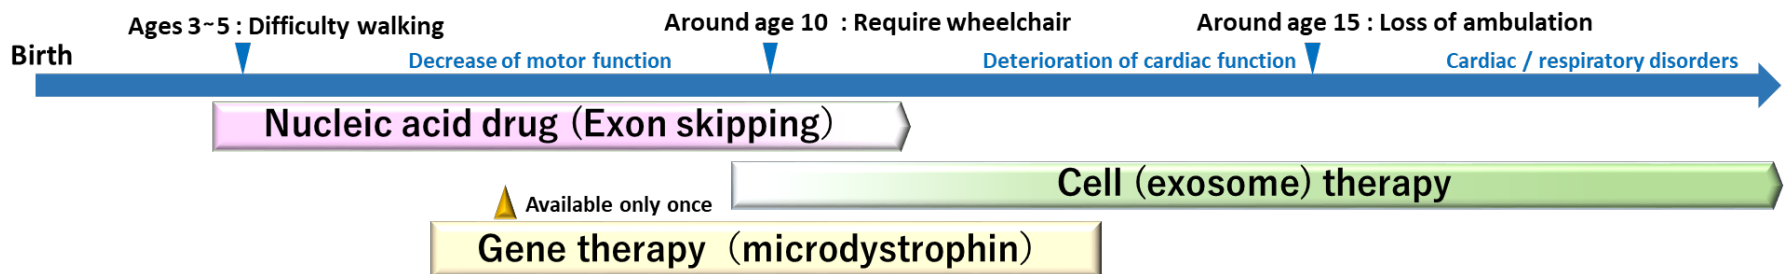 Ages 3~5 : Difficulty walking
Around age 10 : Require wheelchair
Around age 15 : Loss of ambulation
Birth
Decrease of motor function
Deterioration of cardiac function
Cardiac / respiratory disorders
Nucleic acid drug (Exon skipping)
Cell (exosome) therapy
Available only once
Gene therapy (microdystrophin)